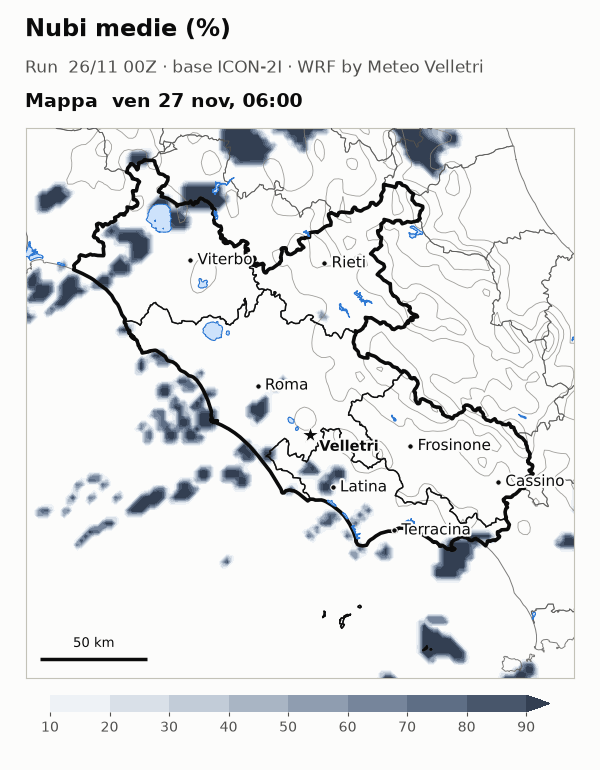 Nubi medie (%)
Run  26/11 00Z · base ICON-2I · WRF by Meteo Velletri
Mappa  ven 27 nov, 06:00
Viterbo
Rieti
Roma
Velletri
Frosinone
Latina
Cassino
Terracina
50 km
10 20 30 40 50 60 70 80 90